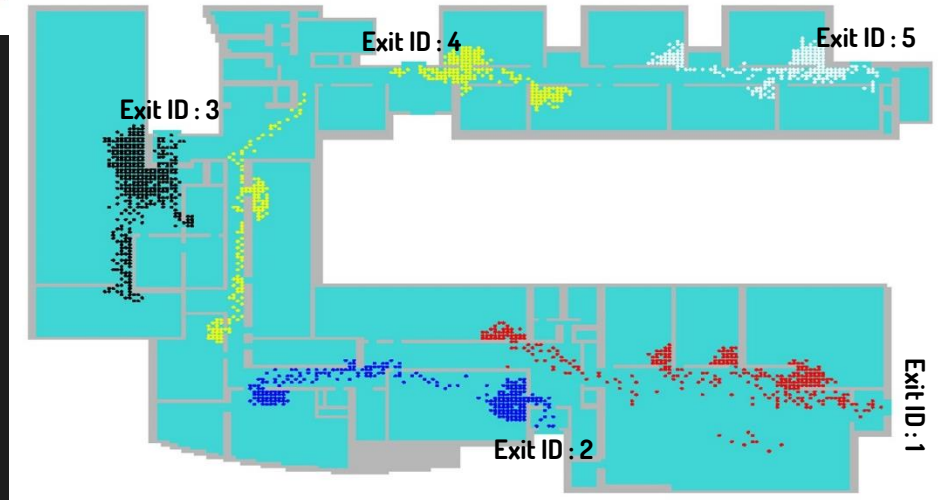 Exit ID : 4
Exit ID : 5
Exit ID : 3
Exit ID : 1
Exit ID : 2